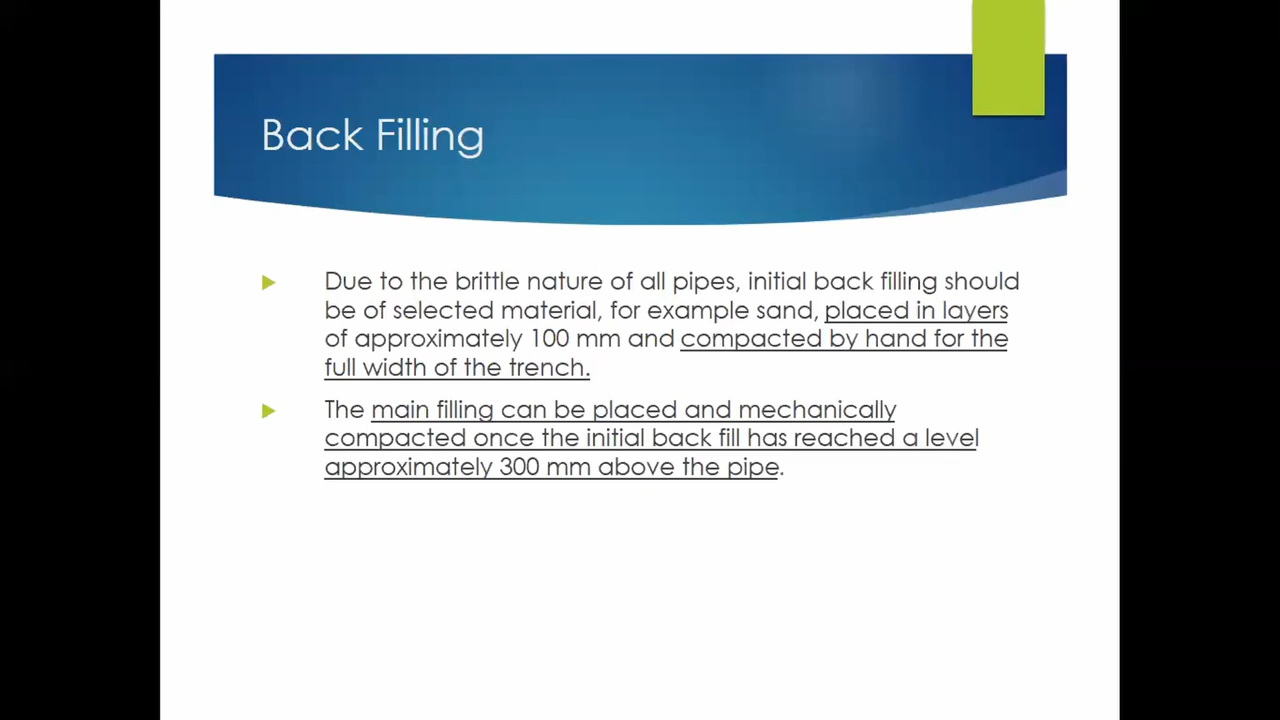 Back Filling
Due to the brittle nature of all pipes, initial back filling should
be of selected material, for example sand, placed in layers
of approximately 100 mm and compacted by hand for the
full width of the trench.
The main filling can be placed and mechanically
compacted once the initial back fill has reached a level
approximately 300 mm above the pipe.